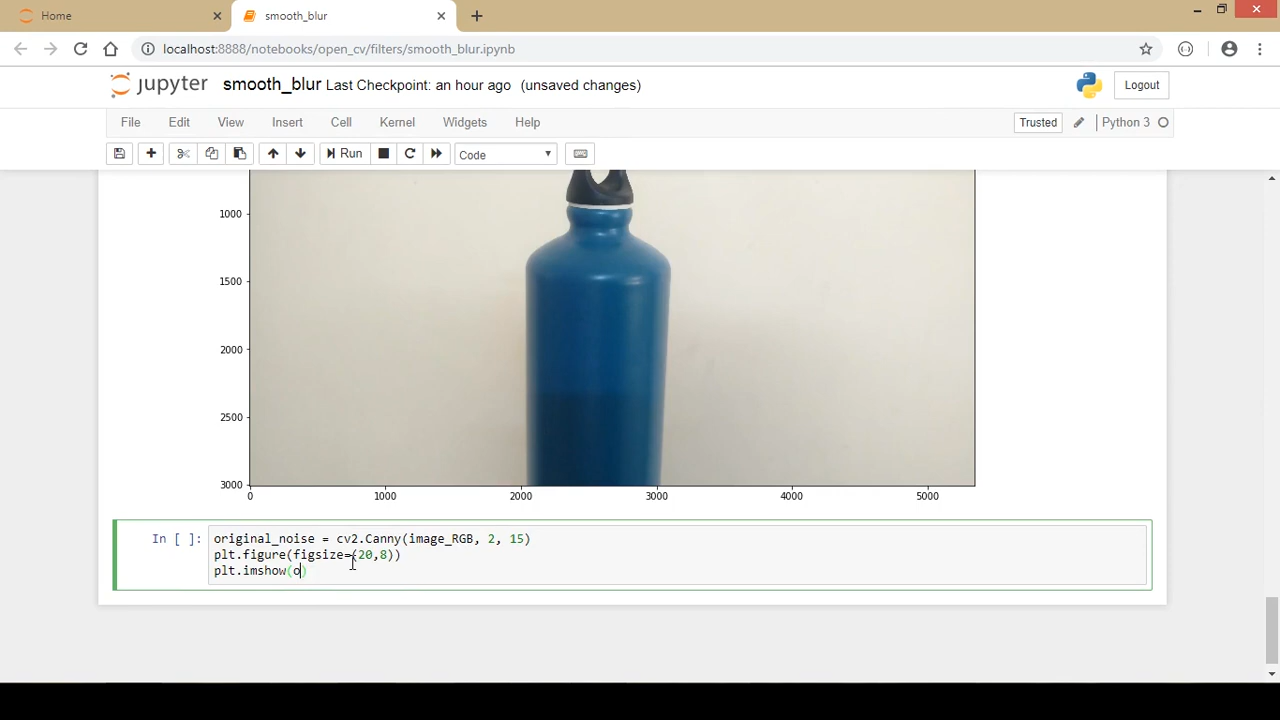 Home
smooth_blur
localhost:8888/notebooks/open_cv/filters/smooth_blur.ipynb
jupyter smooth_blur Last Checkpoint: an hour ago (unsaved changes)
Logout
File Edit View Insert Cell Kernel Widgets Help
Trusted
Python 3
Run
Code
1000
1500
2000
2500
3000
0 1000 2000 3000 4000 5000
In [ ]: original_noise = cv2.Canny(image_RGB, 2, 15)
plt.figure(figsize=(20,8))
plt.imshow(o)